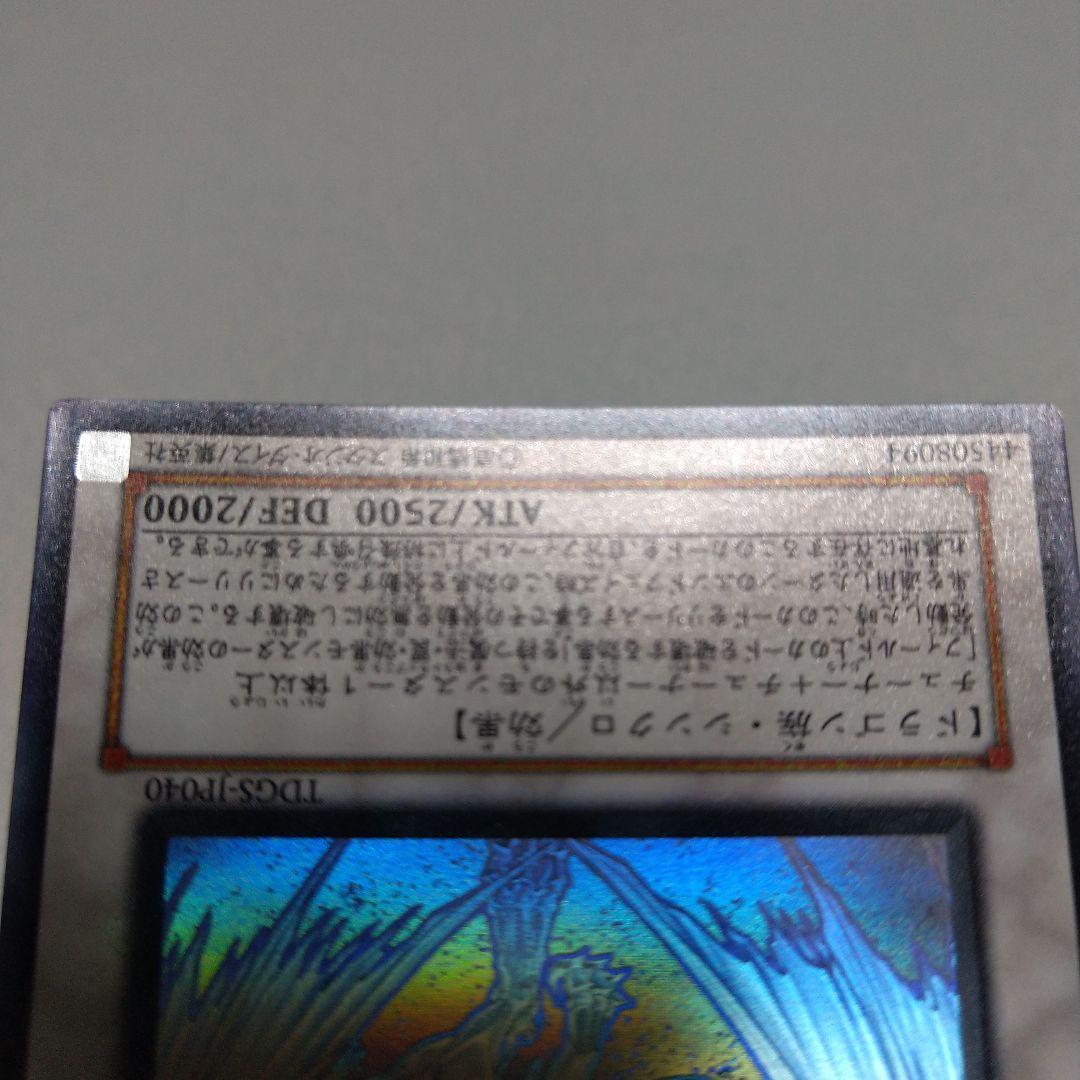 TDGS-JP040
【ドラゴン族・シンクロ/効果】
チューナー+チューナー以外のモンスター1体以上
「フィールド上のカードを破壊する効果」を持つ魔法・罠・効果モンスターの効果が
発動した時、このカードをリリースする事でその発動を無効にし破壊する。この効
果を適用したターンのエンドフェイズ時、この効果を発動するためにリリースさ
れ墓地に存在するこのカードを、自分フィールド上に特殊召喚する事ができる。
ATK/2500 DEF/2000
44508094 ©高橋和希 スタジオ・ダイス/集英社